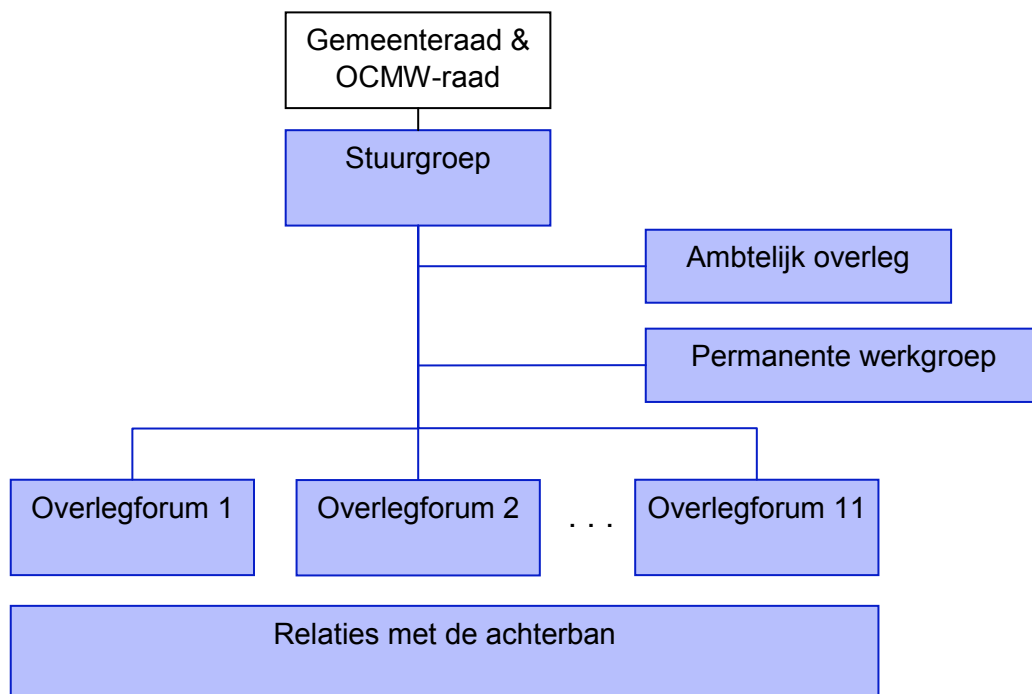 Gemeenteraad &
OCMW-raad
Stuurgroep
Ambtelijk overleg
Permanente werkgroep
Overlegforum 1
Overlegforum 2
. . .
Overlegforum 11
Relaties met de achterban